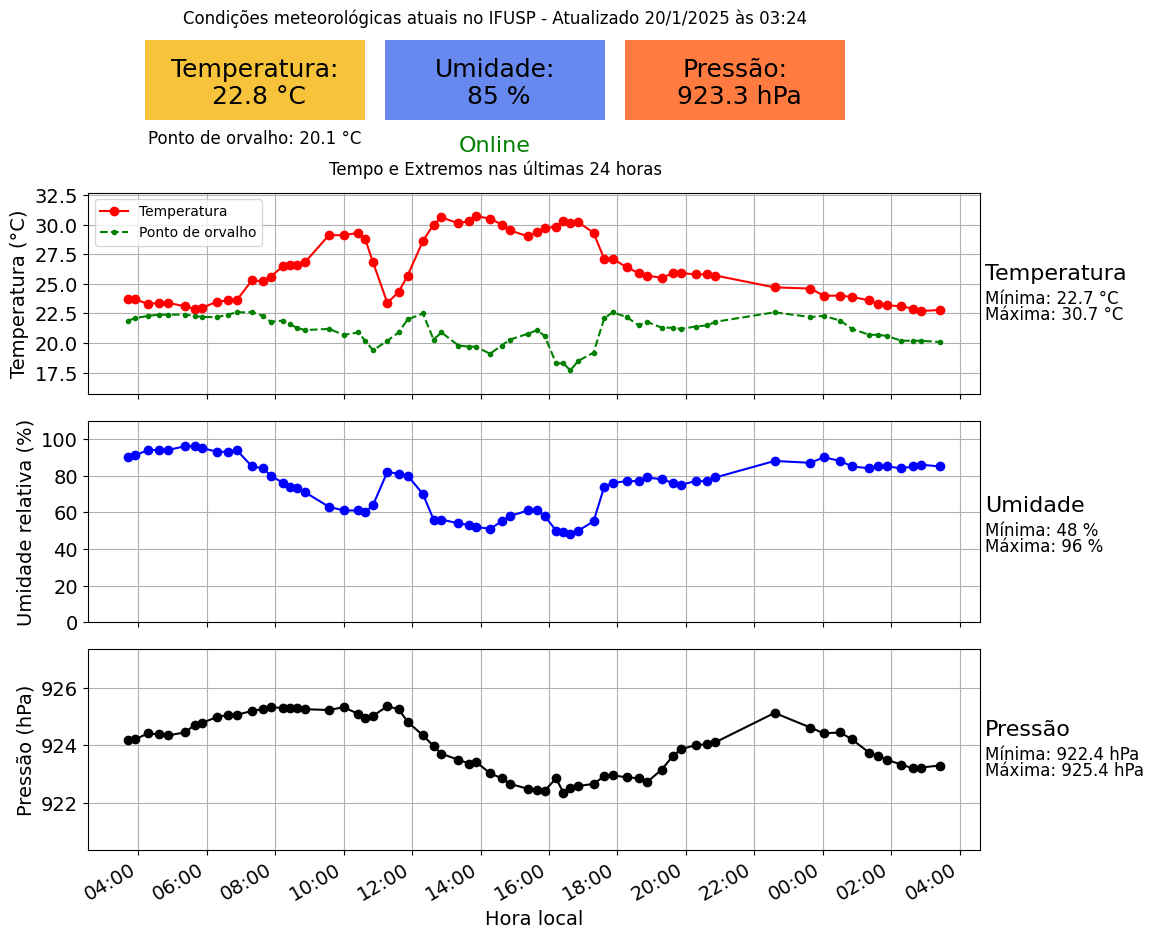 Condições meteorológicas atuais no IFUSP - Atualizado 20/1/2025 às 03:24
Temperatura:
22.8 °C
Umidade:
85 %
Pressão:
923.3 hPa
Ponto de orvalho: 20.1 °C
Online
Tempo e Extremos nas últimas 24 horas
Temperatura (°C)
32.5
30.0
27.5
25.0
22.5
20.0
17.5
Temperatura
Ponto de orvalho
Temperatura
Mínima: 22.7 °C
Máxima: 30.7 °C
Umidade relativa (%)
100
80
60
40
20
0
Umidade
Mínima: 48 %
Máxima: 96 %
Pressão (hPa)
926
924
922
Pressão
Mínima: 922.4 hPa
Máxima: 925.4 hPa
04:00 06:00 08:00 10:00 12:00 14:00 16:00 18:00 20:00 22:00 00:00 02:00 04:00
Hora local